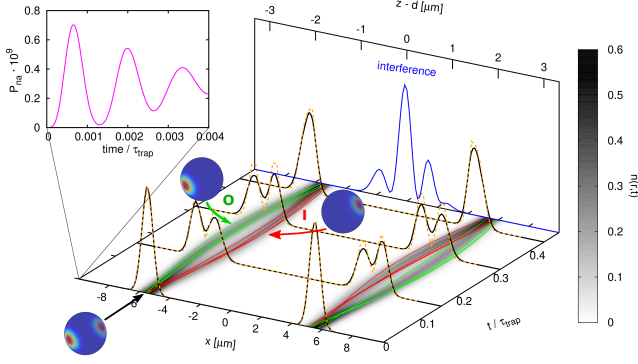 z - d [μm]
-3 -2 -1 0 1 2 3
interference
P_na · 10^9
0.8
0.6
0.4
0.2
0
0 0.001 0.002 0.003 0.004
time / τ_trap
O
I
0.6
0.5
0.4
0.3
0.2
0.1
0
n(r,t)
-8 -6 -4 -2 0 2 4 6 8
x [μm]
0 0.1 0.2 0.3 0.4
t / τ_trap